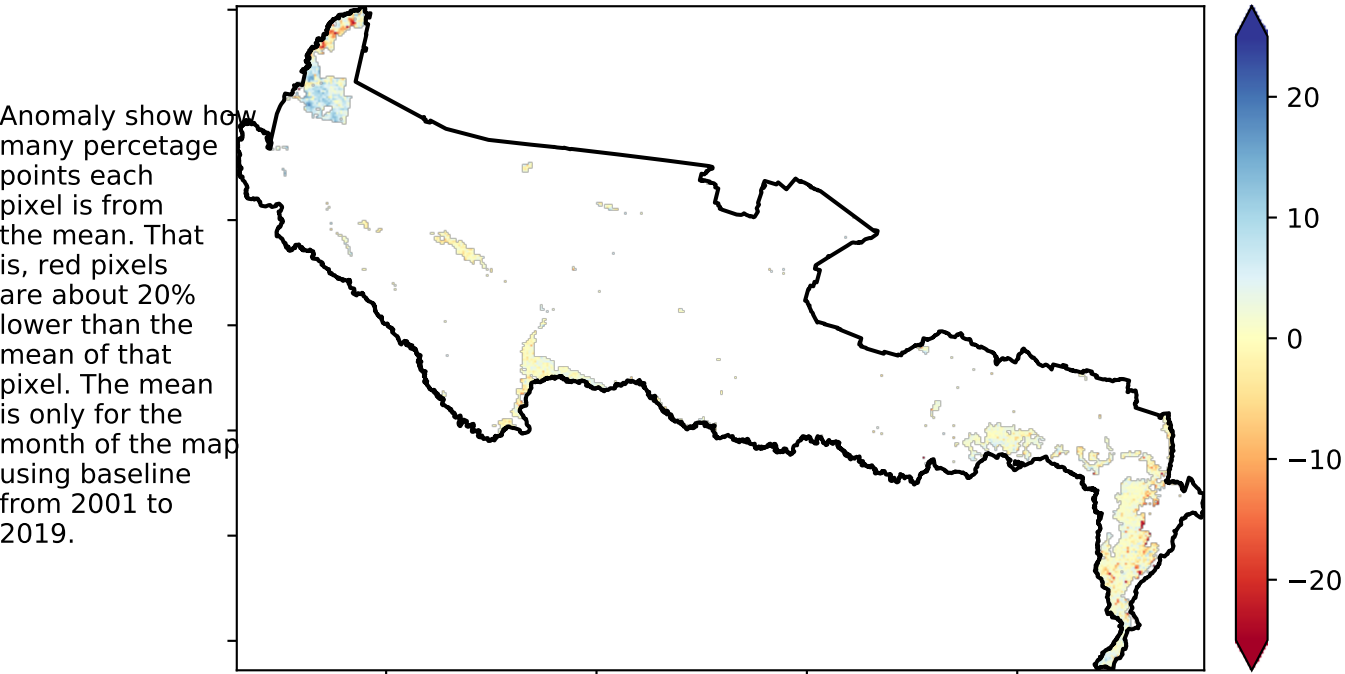 Anomaly show how
many percetage
points each
pixel is from
the mean. That
is, red pixels
are about 20%
lower than the
mean of that
pixel. The mean
is only for the
month of the map
using baseline
from 2001 to
2019.
20
10
0
−10
−20